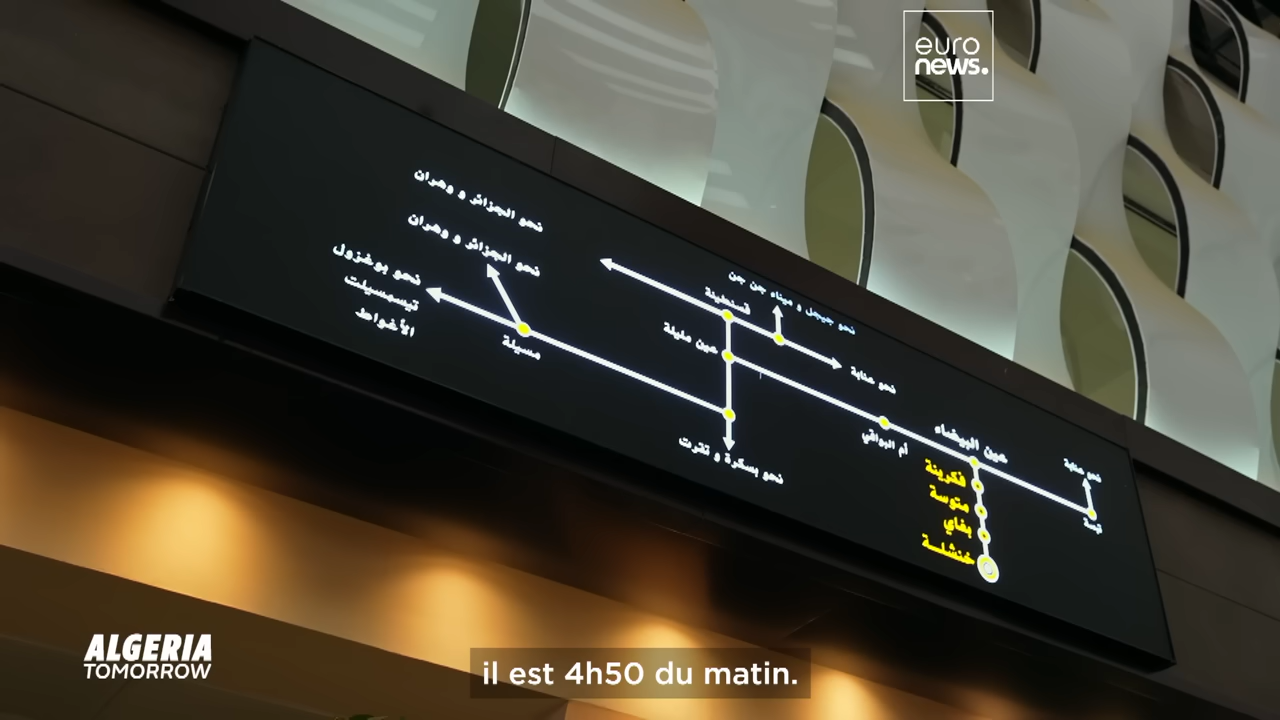 euro
news.
نحو الجزائر و وهران
نحو الجزائر و وهران
نحو بوغزول
تيسمسيلت
الأغواط
مسيلة
قسنطينة
نحو جيجل و ميناء جن جن
عين مليلة
نحو عنابة
نحو بسكرة و تقرت
أم البواقي
عين البيضاء
فكرينة
متوسة
بغاي
خنشلة
نحو عنابة
تبسة
ALGERIA
TOMORROW
il est 4h50 du matin.